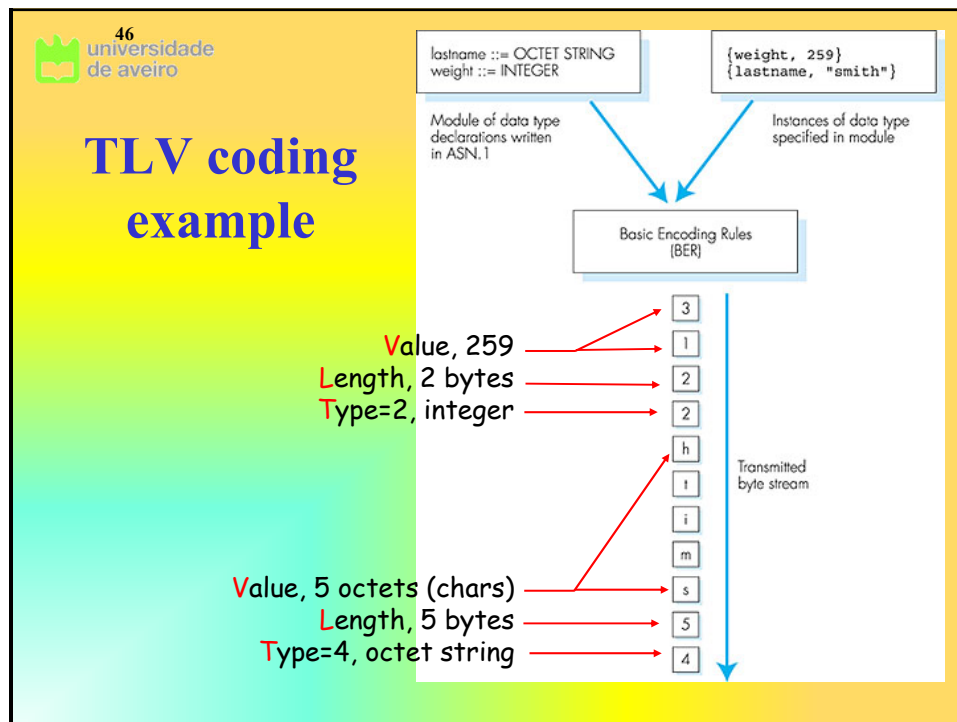 46
universidade
de aveiro
TLV coding
example
lastname ::= OCTET STRING
weight ::= INTEGER
{weight, 259}
{lastname, "smith"}
Module of data type
declarations written
in ASN.1
Instances of data type
specified in module
Basic Encoding Rules
(BER)
3
Value, 259
1
Length, 2 bytes
2
Type=2, integer
2
h
t
i
m
Transmitted
byte stream
Value, 5 octets (chars)
s
Length, 5 bytes
5
Type=4, octet string
4